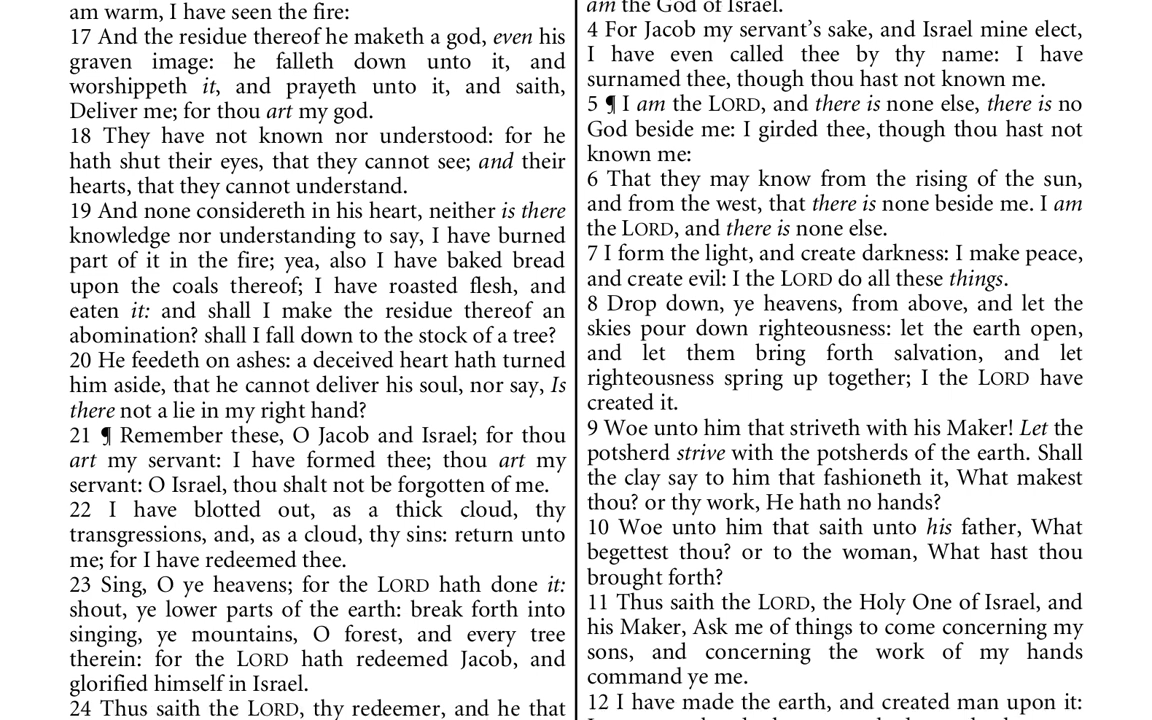 am warm, I have seen the fire:
17 And the residue thereof he maketh a god, even his
graven image: he falleth down unto it, and
worshippeth it, and prayeth unto it, and saith,
Deliver me; for thou art my god.
18 They have not known nor understood: for he
hath shut their eyes, that they cannot see; and their
hearts, that they cannot understand.
19 And none considereth in his heart, neither is there
knowledge nor understanding to say, I have burned
part of it in the fire; yea, also I have baked bread
upon the coals thereof; I have roasted flesh, and
eaten it: and shall I make the residue thereof an
abomination? shall I fall down to the stock of a tree?
20 He feedeth on ashes: a deceived heart hath turned
him aside, that he cannot deliver his soul, nor say, Is
there not a lie in my right hand?
21 ¶ Remember these, O Jacob and Israel; for thou
art my servant: I have formed thee; thou art my
servant: O Israel, thou shalt not be forgotten of me.
22 I have blotted out, as a thick cloud, thy
transgressions, and, as a cloud, thy sins: return unto
me; for I have redeemed thee.
23 Sing, O ye heavens; for the LORD hath done it:
shout, ye lower parts of the earth: break forth into
singing, ye mountains, O forest, and every tree
therein: for the LORD hath redeemed Jacob, and
glorified himself in Israel.
24 Thus saith the LORD, thy redeemer, and he that
am the God of Israel.
4 For Jacob my servant’s sake, and Israel mine elect,
I have even called thee by thy name: I have
surnamed thee, though thou hast not known me.
5 ¶ I am the LORD, and there is none else, there is no
God beside me: I girded thee, though thou hast not
known me:
6 That they may know from the rising of the sun,
and from the west, that there is none beside me. I am
the LORD, and there is none else.
7 I form the light, and create darkness: I make peace,
and create evil: I the LORD do all these things.
8 Drop down, ye heavens, from above, and let the
skies pour down righteousness: let the earth open,
and let them bring forth salvation, and let
righteousness spring up together; I the LORD have
created it.
9 Woe unto him that striveth with his Maker! Let the
potsherd strive with the potsherds of the earth. Shall
the clay say to him that fashioneth it, What makest
thou? or thy work, He hath no hands?
10 Woe unto him that saith unto his father, What
begettest thou? or to the woman, What hast thou
brought forth?
11 Thus saith the LORD, the Holy One of Israel, and
his Maker, Ask me of things to come concerning my
sons, and concerning the work of my hands
command ye me.
12 I have made the earth, and created man upon it: